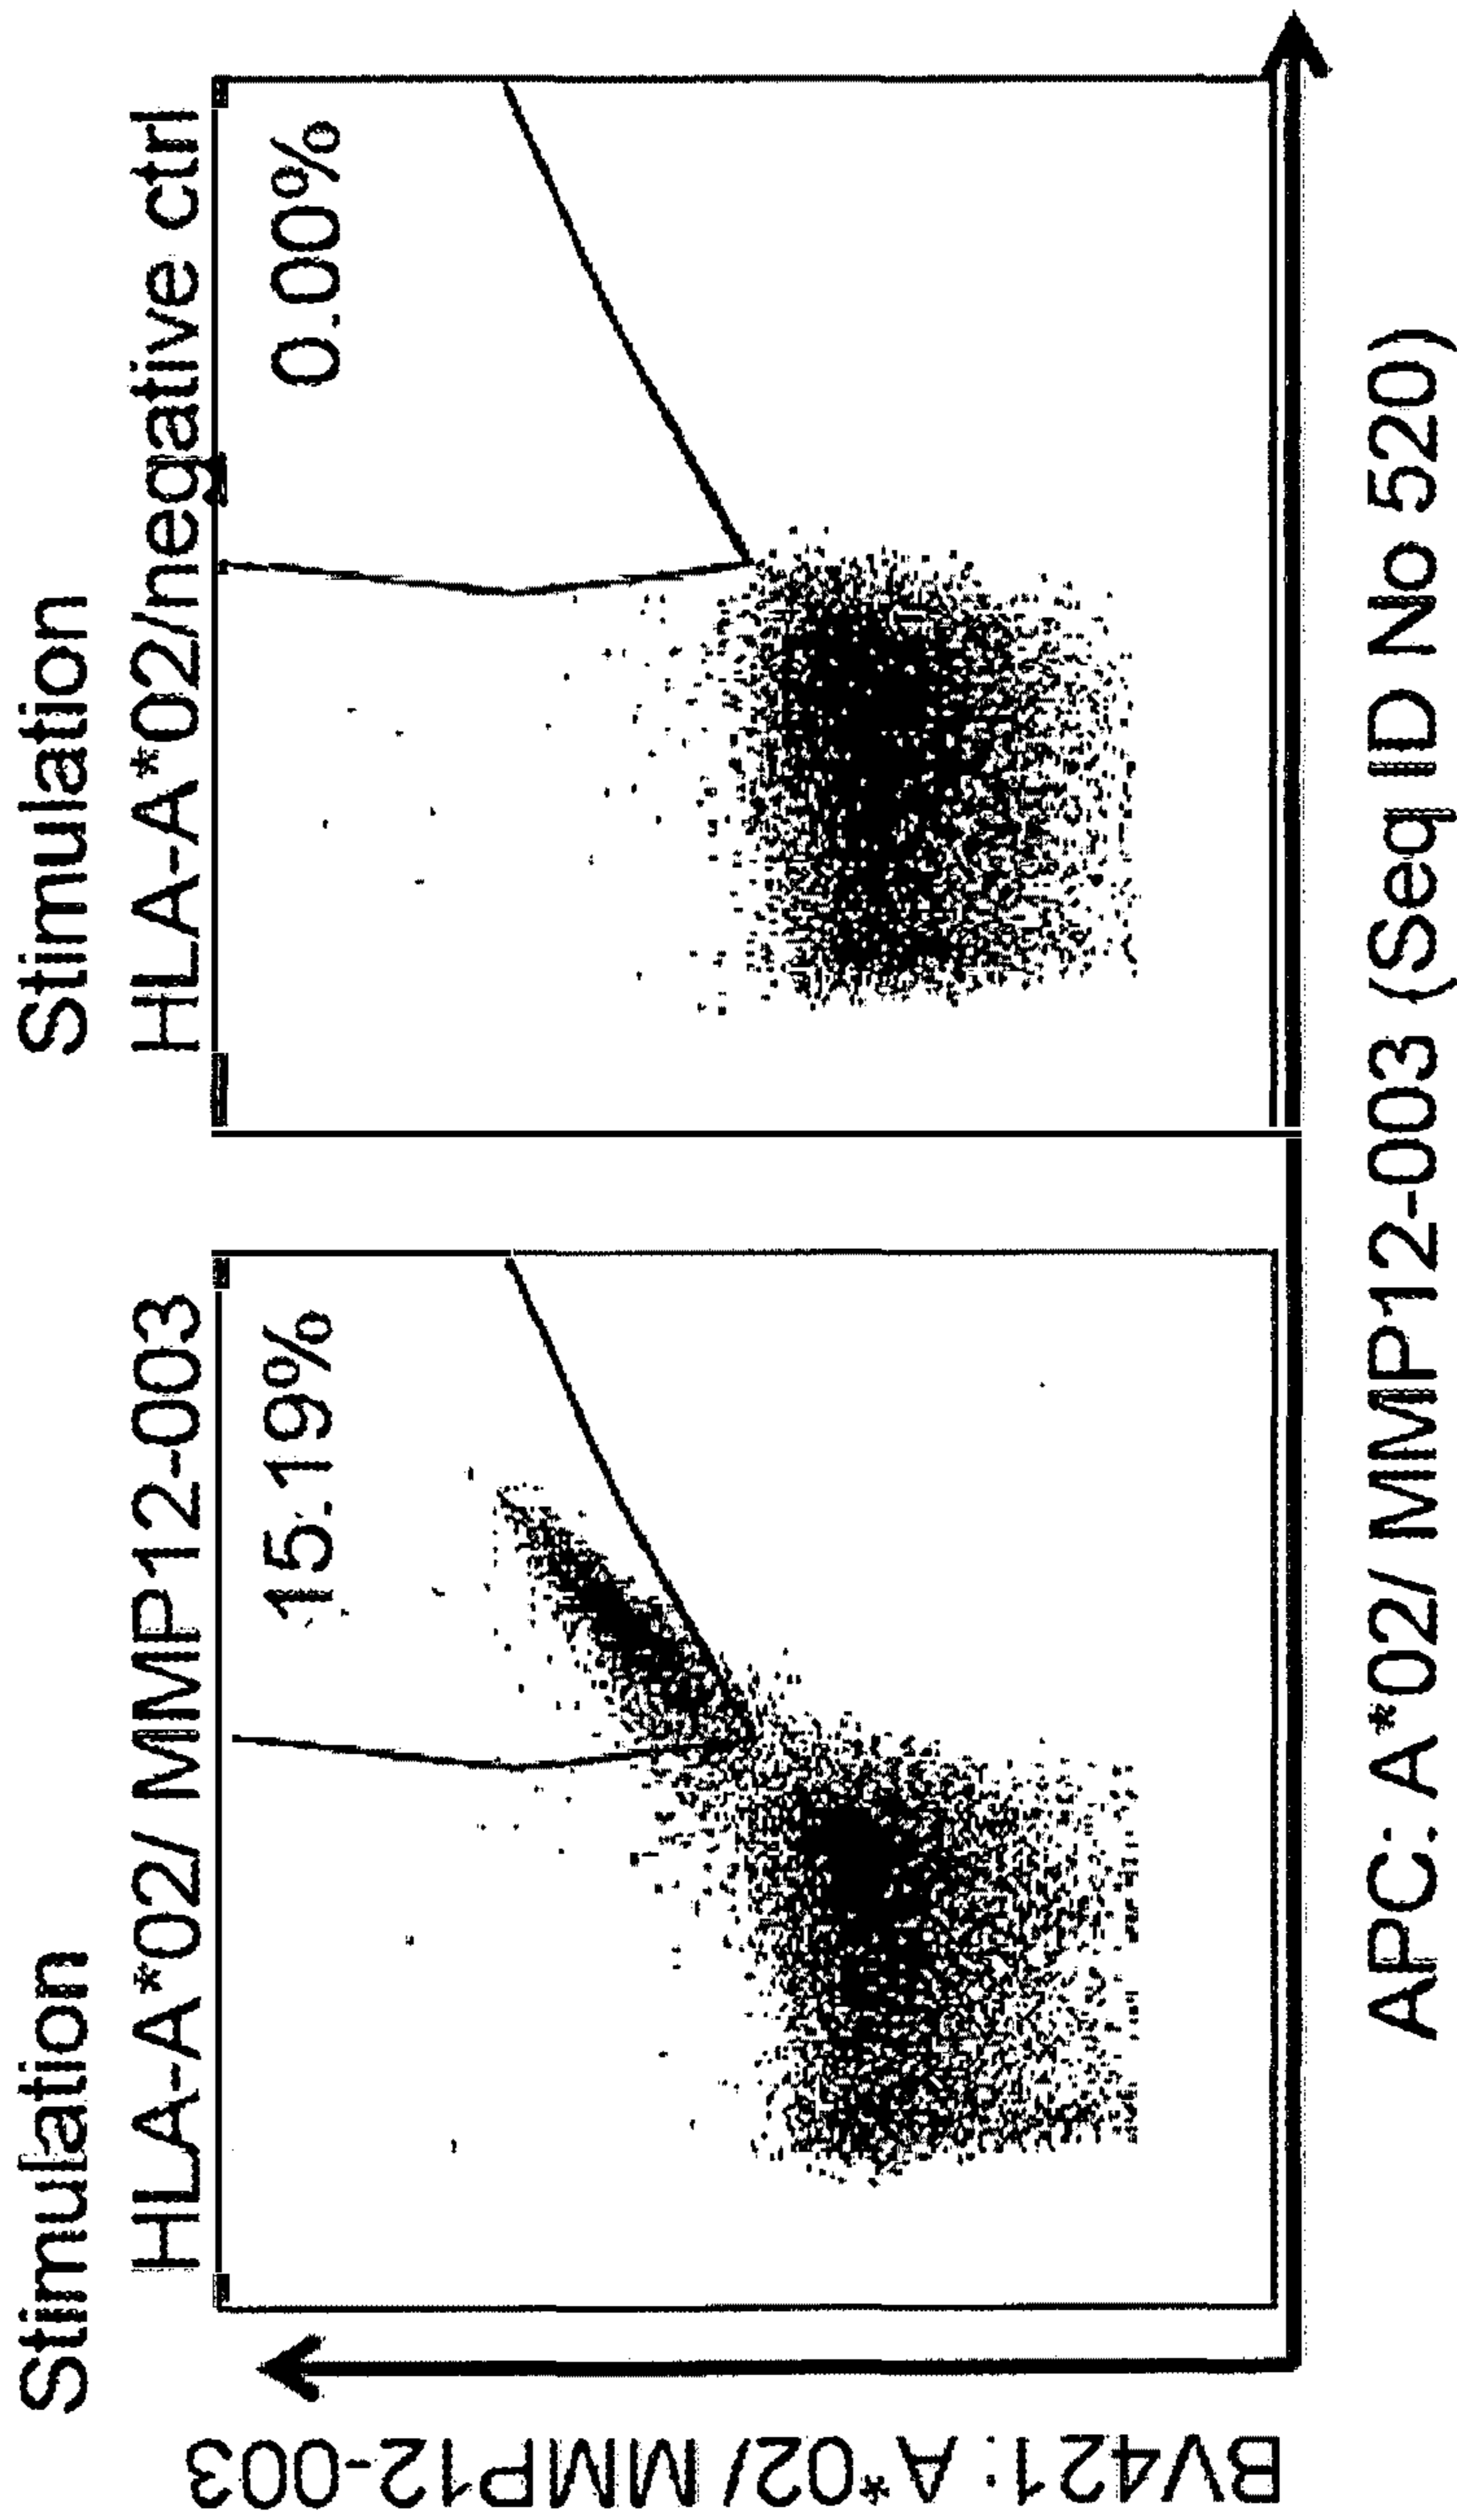 Stimulation
HLA-A*02/ MMP12-003
15.19%
Stimulation
HLA-A*02/negative ctrl
0.00%
BV421: A*02/ MMP12-003
APC: A*02/ MMP12-003 (Seq ID No 520)